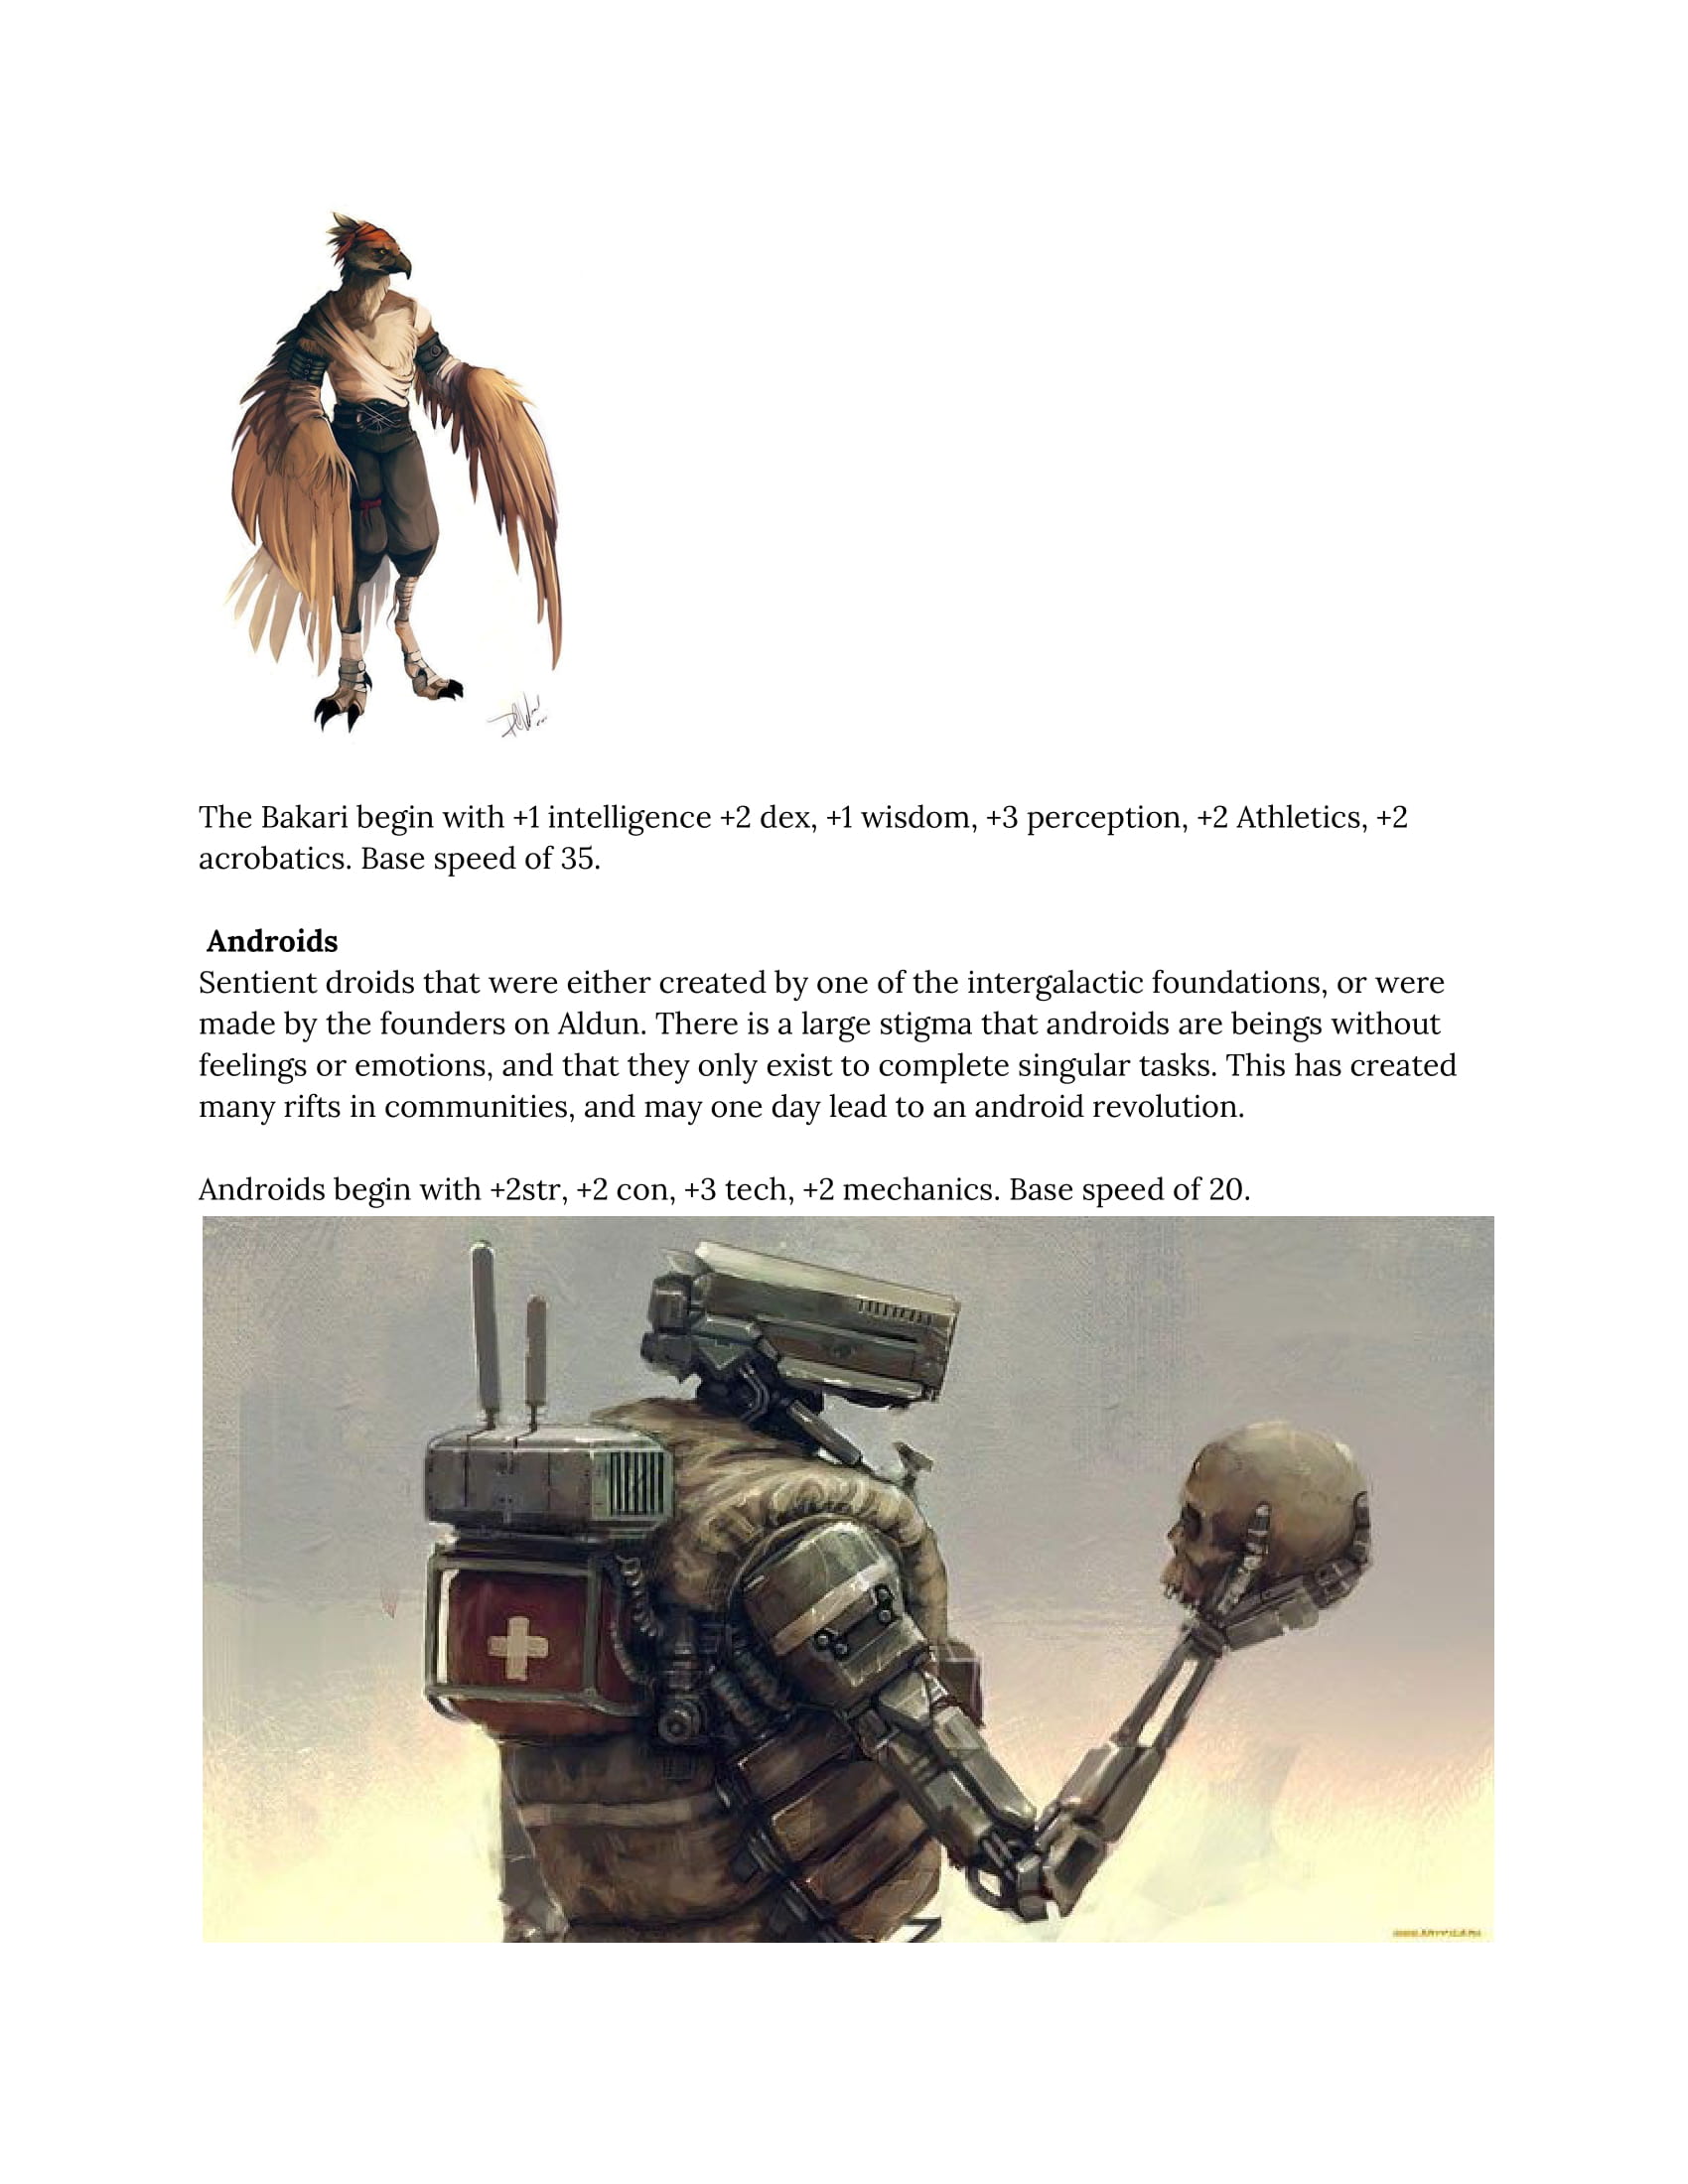 The Bakari begin with +1 intelligence +2 dex, +1 wisdom, +3 perception, +2 Athletics, +2
acrobatics. Base speed of 35.
Androids
Sentient droids that were either created by one of the intergalactic foundations, or were
made by the founders on Aldun. There is a large stigma that androids are beings without
feelings or emotions, and that they only exist to complete singular tasks. This has created
many rifts in communities, and may one day lead to an android revolution.
Androids begin with +2str, +2 con, +3 tech, +2 mechanics. Base speed of 20.